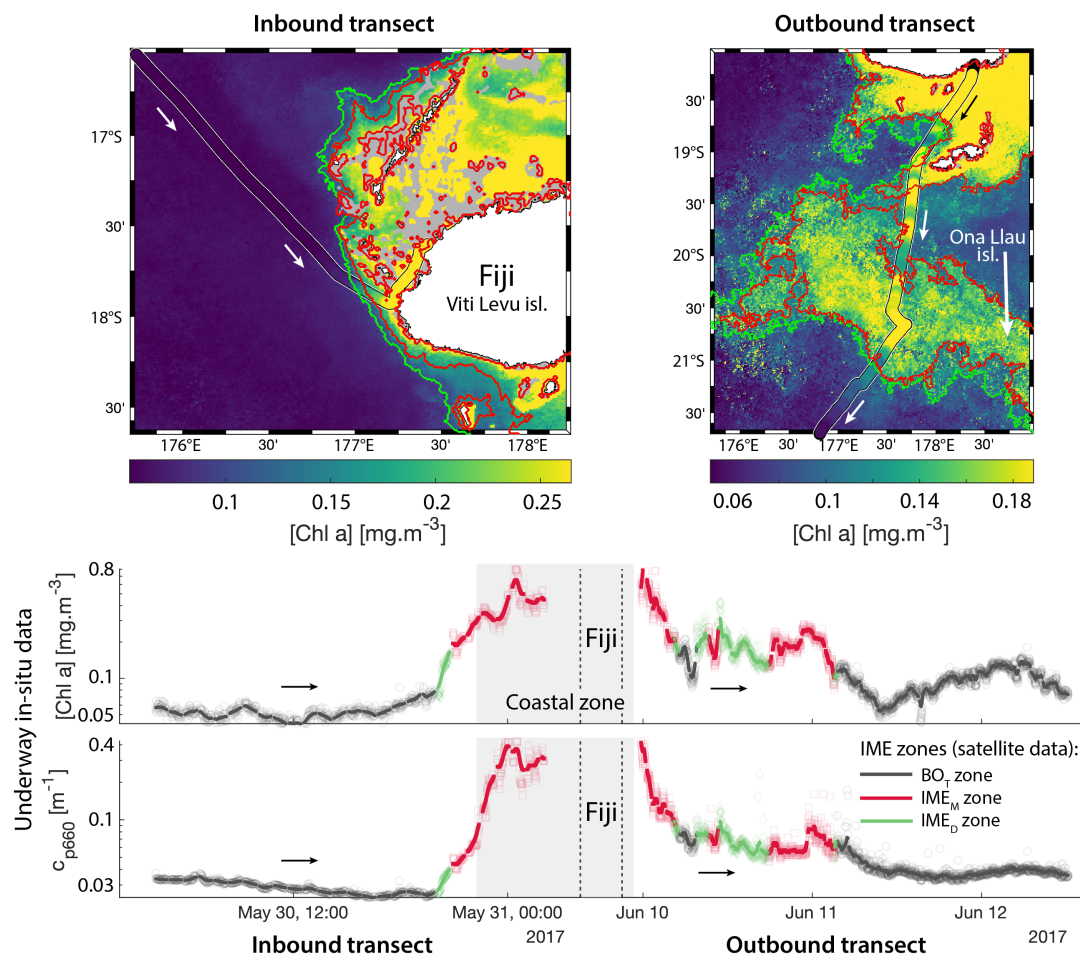 Inbound transect
17°S
30'
18°S
30'
176°E
30'
177°E
30'
178°E
Fiji
Viti Levu isl.
0.1
0.15
0.2
0.25
[Chl a] [mg.m⁻³]
Outbound transect
30'
19°S
30'
20°S
30'
21°S
30'
176°E
30'
177°E
30'
178°E
30'
Ona Llau
isl.
0.06
0.1
0.14
0.18
[Chl a] [mg.m⁻³]
Underway in-situ data
[Chl a] [mg.m⁻³]
0.8
0.1
0.05
Fiji
Coastal zone
c_p660 [m⁻¹]
0.4
0.1
0.03
Fiji
IME zones (satellite data):
BO_T zone
IME_M zone
IME_D zone
May 30, 12:00
May 31, 00:00
Jun 10
Jun 11
Jun 12
2017
2017
Inbound transect
Outbound transect